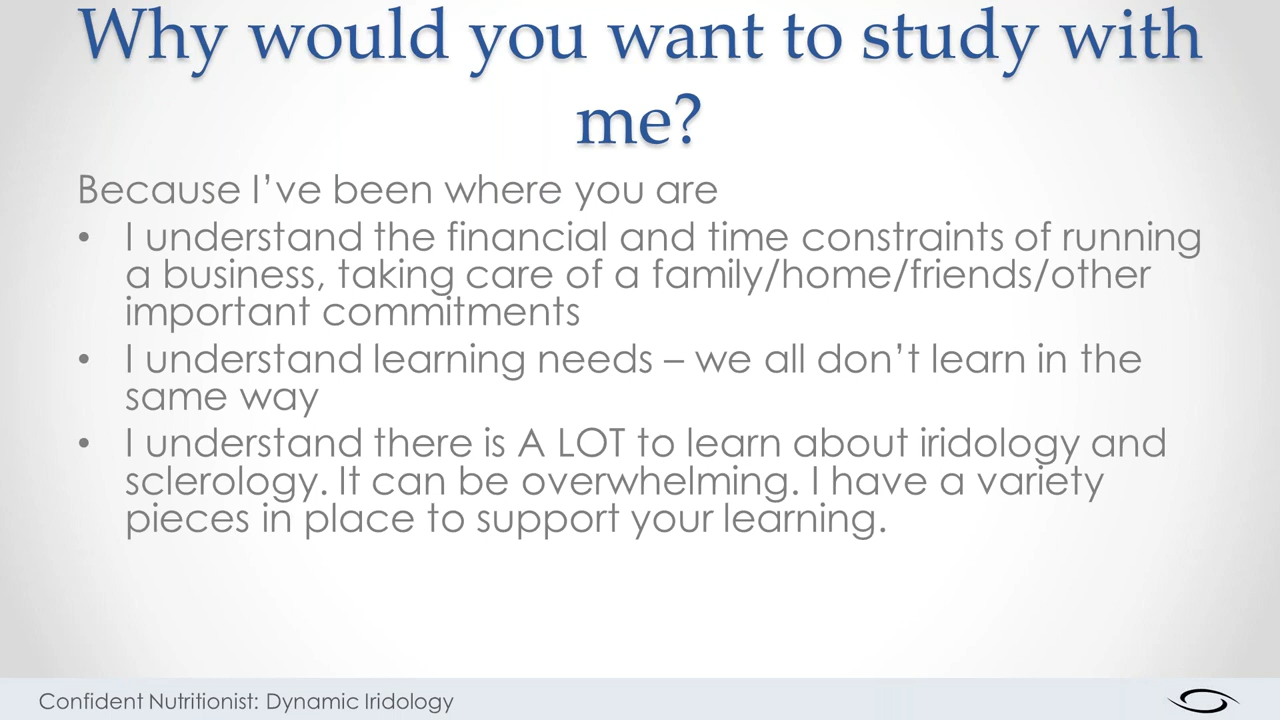 Why would you want to study with
me?
Because I’ve been where you are
• I understand the financial and time constraints of running
a business, taking care of a family/home/friends/other
important commitments
• I understand learning needs – we all don’t learn in the
same way
• I understand there is A LOT to learn about iridology and
sclerology. It can be overwhelming. I have a variety
pieces in place to support your learning.
Confident Nutritionist: Dynamic Iridology